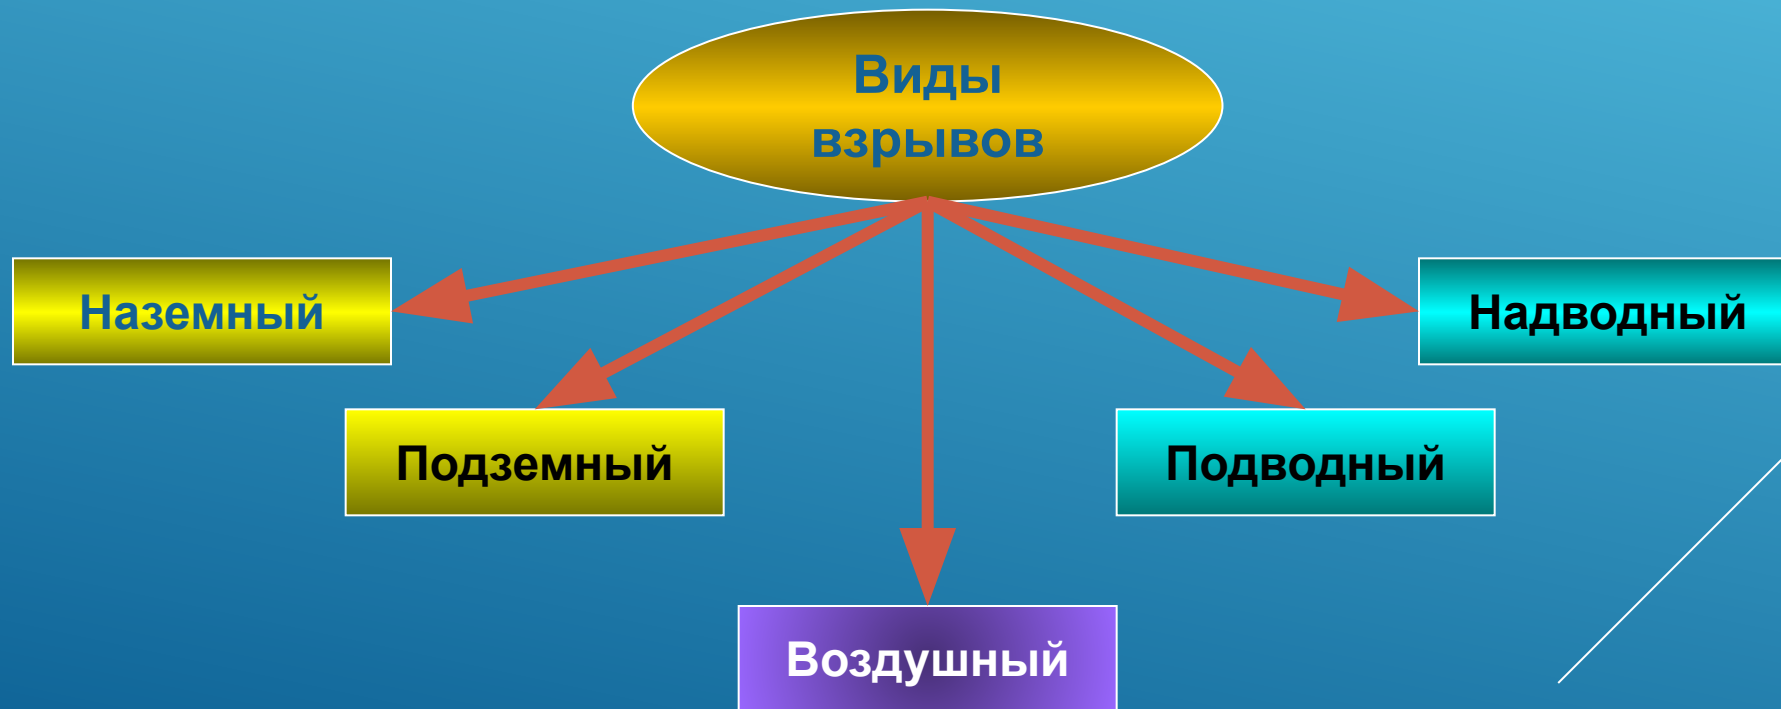 Виды
взрывов
Наземный
Надводный
Подземный
Подводный
Воздушный